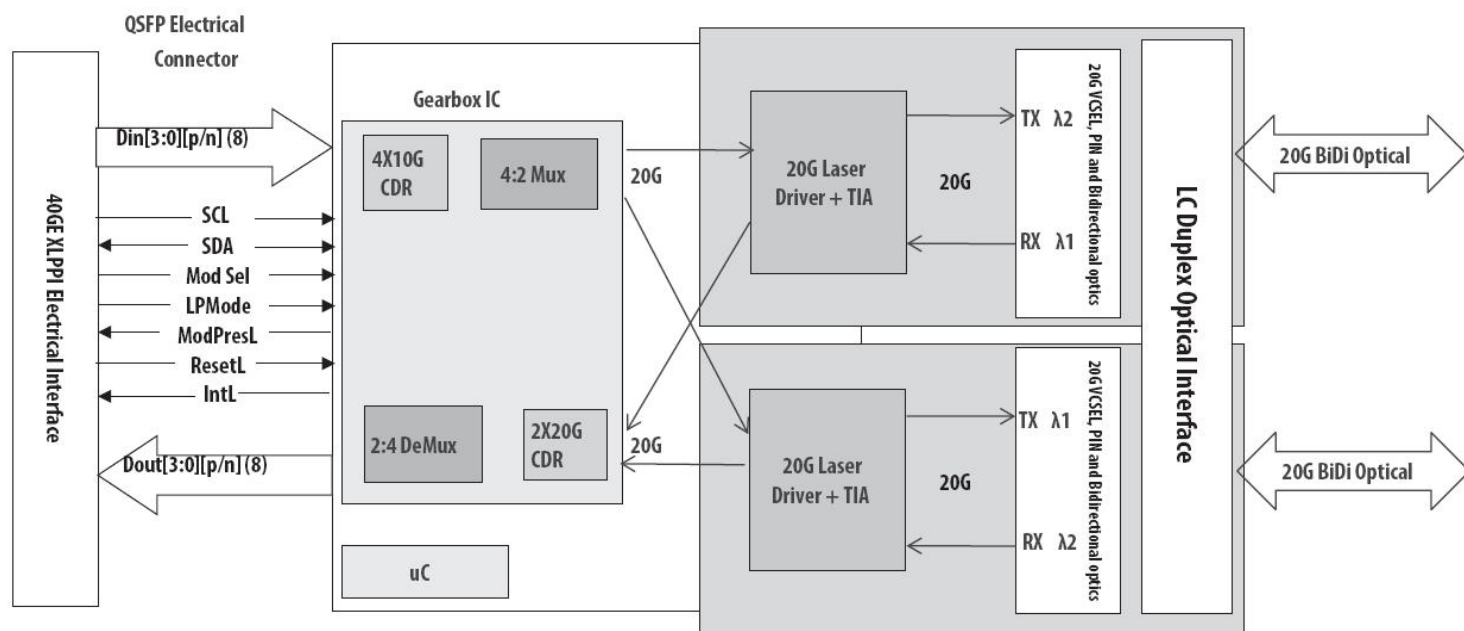 QSFP Electrical
Connector
40GE XLPPI Electrical Interface
Din[3:0][p/n] (8)
SCL
SDA
Mod Sel
LPMode
ModPresL
ResetL
IntL
Dout[3:0][p/n] (8)
Gearbox IC
4X10G
CDR
4:2 Mux
2:4 DeMux
2X20G
CDR
uC
20G
20G
20G Laser
Driver + TIA
20G
TX λ2
RX λ1
20G VCSEL, PIN and Bidirectional optics
20G Laser
Driver + TIA
20G
TX λ1
RX λ2
20G VCSEL, PIN and Bidirectional optics
LC Duplex Optical Interface
20G BiDi Optical
20G BiDi Optical